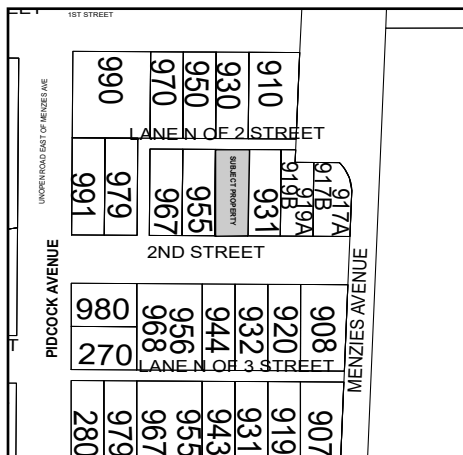 1ST STREET
990
970
950
930
910
LANE N OF 2 STREET
UNOPEN ROAD EAST OF MENZIES AVE
991
979
967
955
SUBJECT PROPERTY
931
919B
919A
917B
917A
2ND STREET
PIDCOCK AVENUE
MENZIES AVENUE
980
270
968
956
944
932
920
908
LANE N OF 3 STREET
280
979
967
955
943
931
919
907